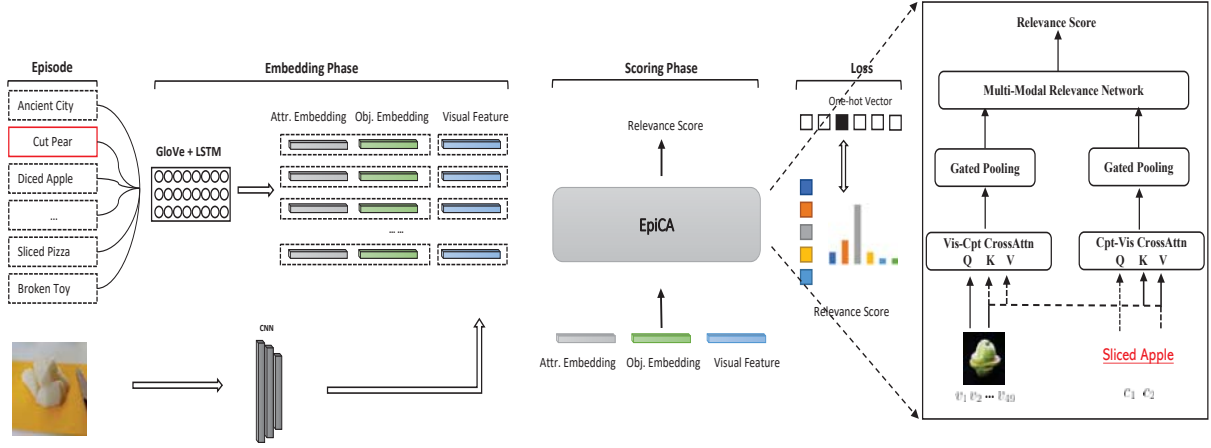 Episode
Ancient City
Cut Pear
Diced Apple
...
Sliced Pizza
Broken Toy
Embedding Phase
GloVe + LSTM
Attr. Embedding Obj. Embedding Visual Feature
... ...
CNN
Scoring Phase
Relevance Score
EpiCA
Attr. Embedding Obj. Embedding Visual Feature
Loss
One-hot Vector
Relevance Score
Relevance Score
Multi-Modal Relevance Network
Gated Pooling Gated Pooling
Vis-Cpt CrossAttn Cpt-Vis CrossAttn
Q K V Q K V
Sliced Apple
v₁ v₂ ... v₄₉ c₁ c₂